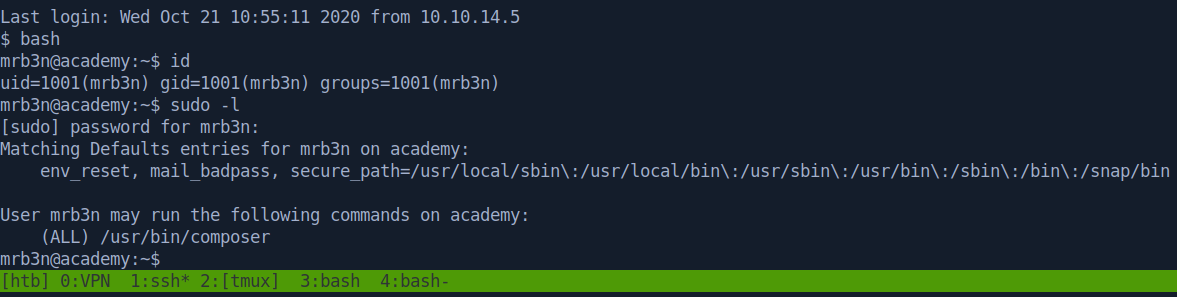 Last login: Wed Oct 21 10:55:11 2020 from 10.10.14.5
$ bash
mrb3n@academy:~$ id
uid=1001(mrb3n) gid=1001(mrb3n) groups=1001(mrb3n)
mrb3n@academy:~$ sudo -l
[sudo] password for mrb3n:
Matching Defaults entries for mrb3n on academy:
    env_reset, mail_badpass, secure_path=/usr/local/sbin\:/usr/local/bin\:/usr/sbin\:/usr/bin\:/sbin\:/bin\:/snap/bin

User mrb3n may run the following commands on academy:
    (ALL) /usr/bin/composer
mrb3n@academy:~$
[htb] 0:VPN  1:ssh* 2:[tmux]  3:bash  4:bash-